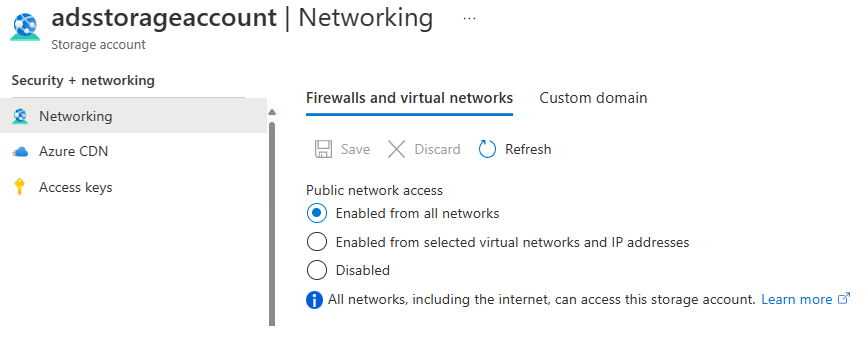 adsstorageaccount | Networking ...
Storage account
Security + networking
Networking
Azure CDN
Access keys
Firewalls and virtual networks Custom domain
Save Discard Refresh
Public network access
Enabled from all networks
Enabled from selected virtual networks and IP addresses
Disabled
All networks, including the internet, can access this storage account. Learn more